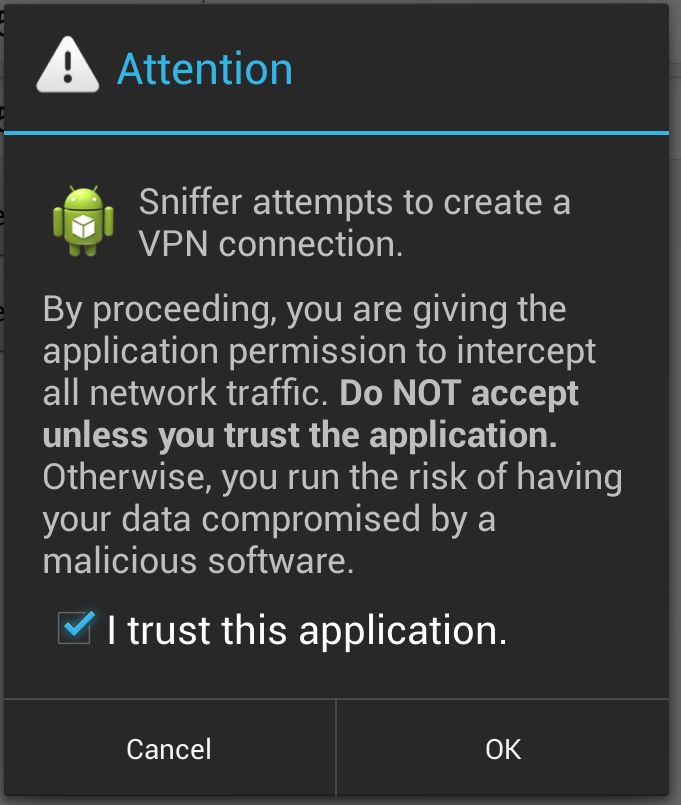 Attention
Sniffer attempts to create a
VPN connection.
By proceeding, you are giving the
application permission to intercept
all network traffic. Do NOT accept
unless you trust the application.
Otherwise, you run the risk of having
your data compromised by a
malicious software.
I trust this application.
Cancel
OK